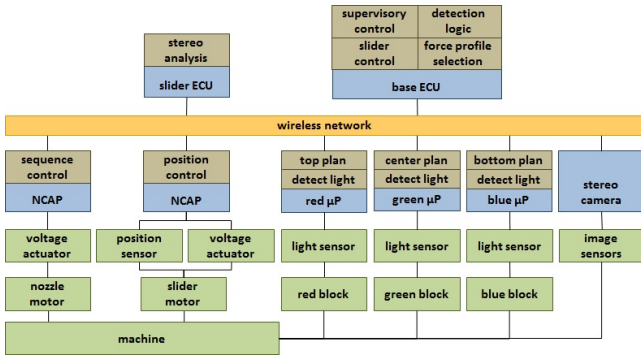 supervisory control
detection logic
stereo analysis
slider control
force profile selection
slider ECU
base ECU
wireless network
sequence control
position control
top plan
center plan
bottom plan
detect light
detect light
detect light
NCAP
NCAP
red µP
green µP
blue µP
stereo camera
voltage actuator
position sensor
voltage actuator
light sensor
light sensor
light sensor
image sensors
nozzle motor
slider motor
red block
green block
blue block
machine